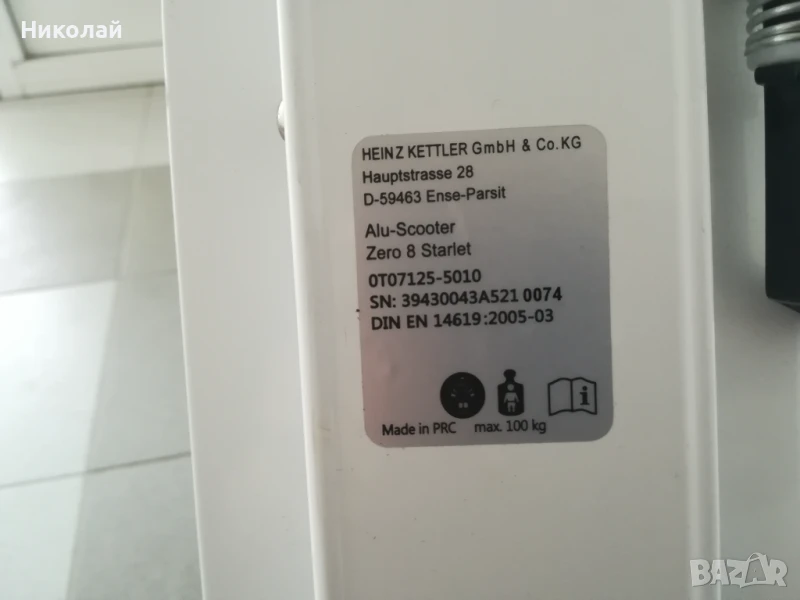 Николай
HEINZ KETTLER GmbH & Co.KG
Hauptstrasse 28
D-59463 Ense-Parsit
Alu-Scooter
Zero 8 Starlet
0T07125-5010
SN: 39430043A521 0074
DIN EN 14619:2005-03
Made in PRC max. 100 kg
BAZAR